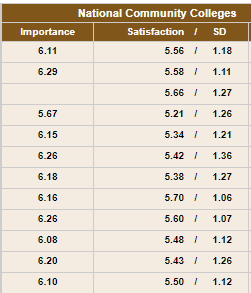 National Community Colleges
Importance Satisfaction / SD
6.11 5.56 / 1.18
6.29 5.58 / 1.11
5.66 / 1.27
5.67 5.21 / 1.26
6.15 5.34 / 1.21
6.26 5.42 / 1.36
6.18 5.38 / 1.27
6.16 5.70 / 1.06
6.26 5.60 / 1.07
6.08 5.48 / 1.12
6.20 5.43 / 1.26
6.10 5.50 / 1.12